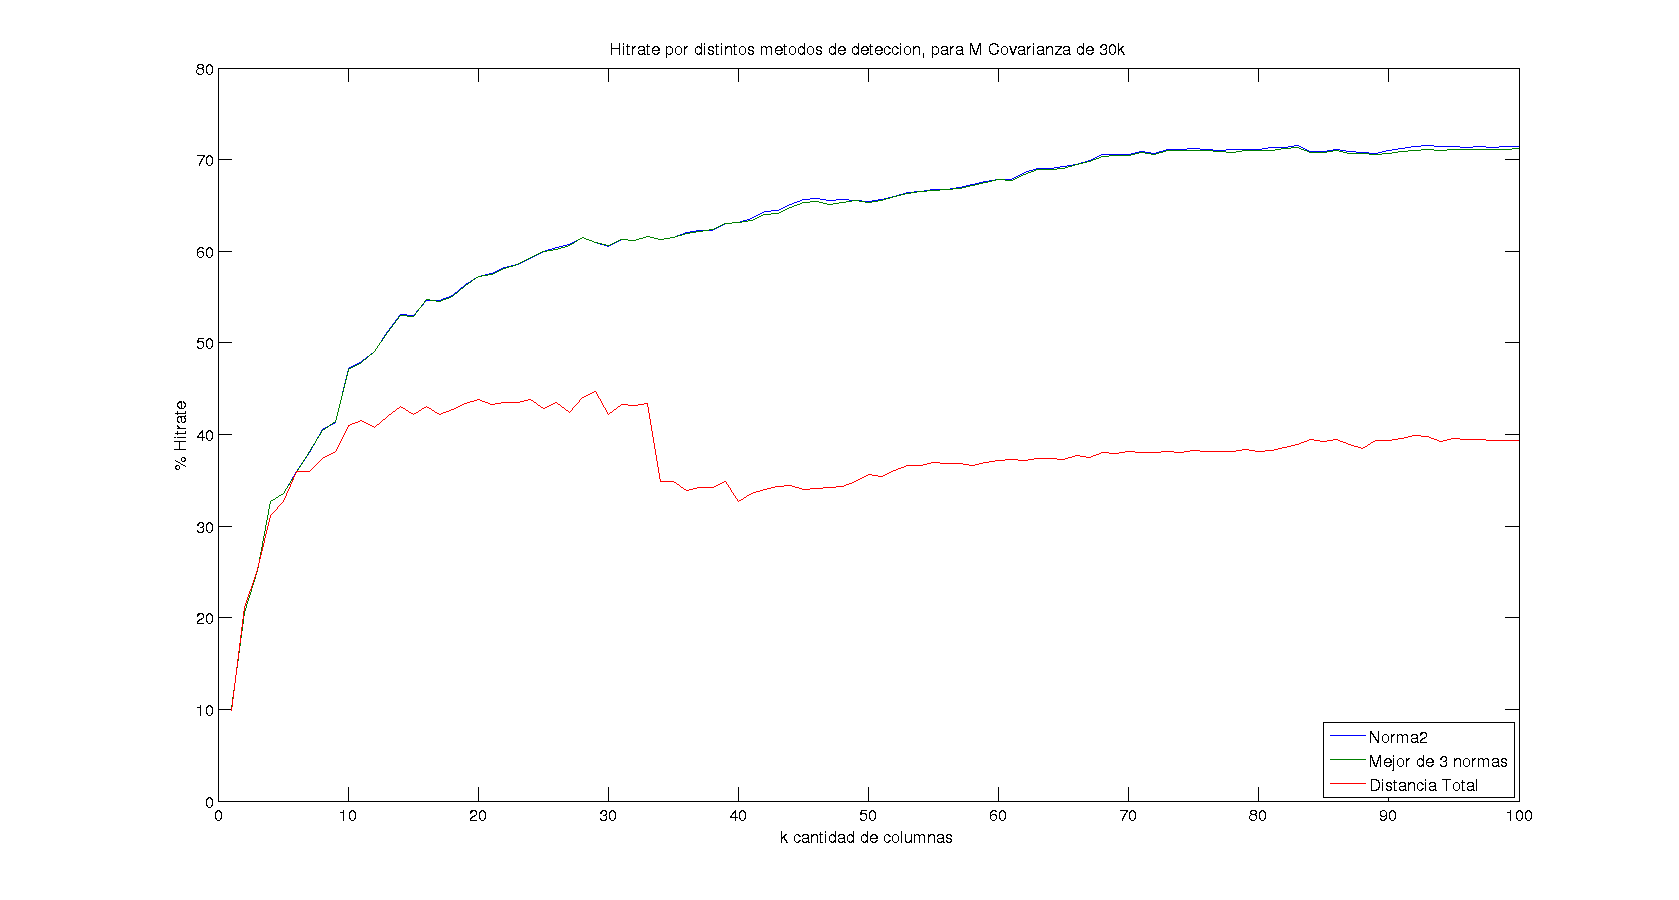 Hitrate por distintos metodos de deteccion, para M Covarianza de 30k
80
70
60
50
40
30
20
10
0
% Hitrate
0 10 20 30 40 50 60 70 80 90 100
k cantidad de columnas
Norma2
Mejor de 3 normas
Distancia Total